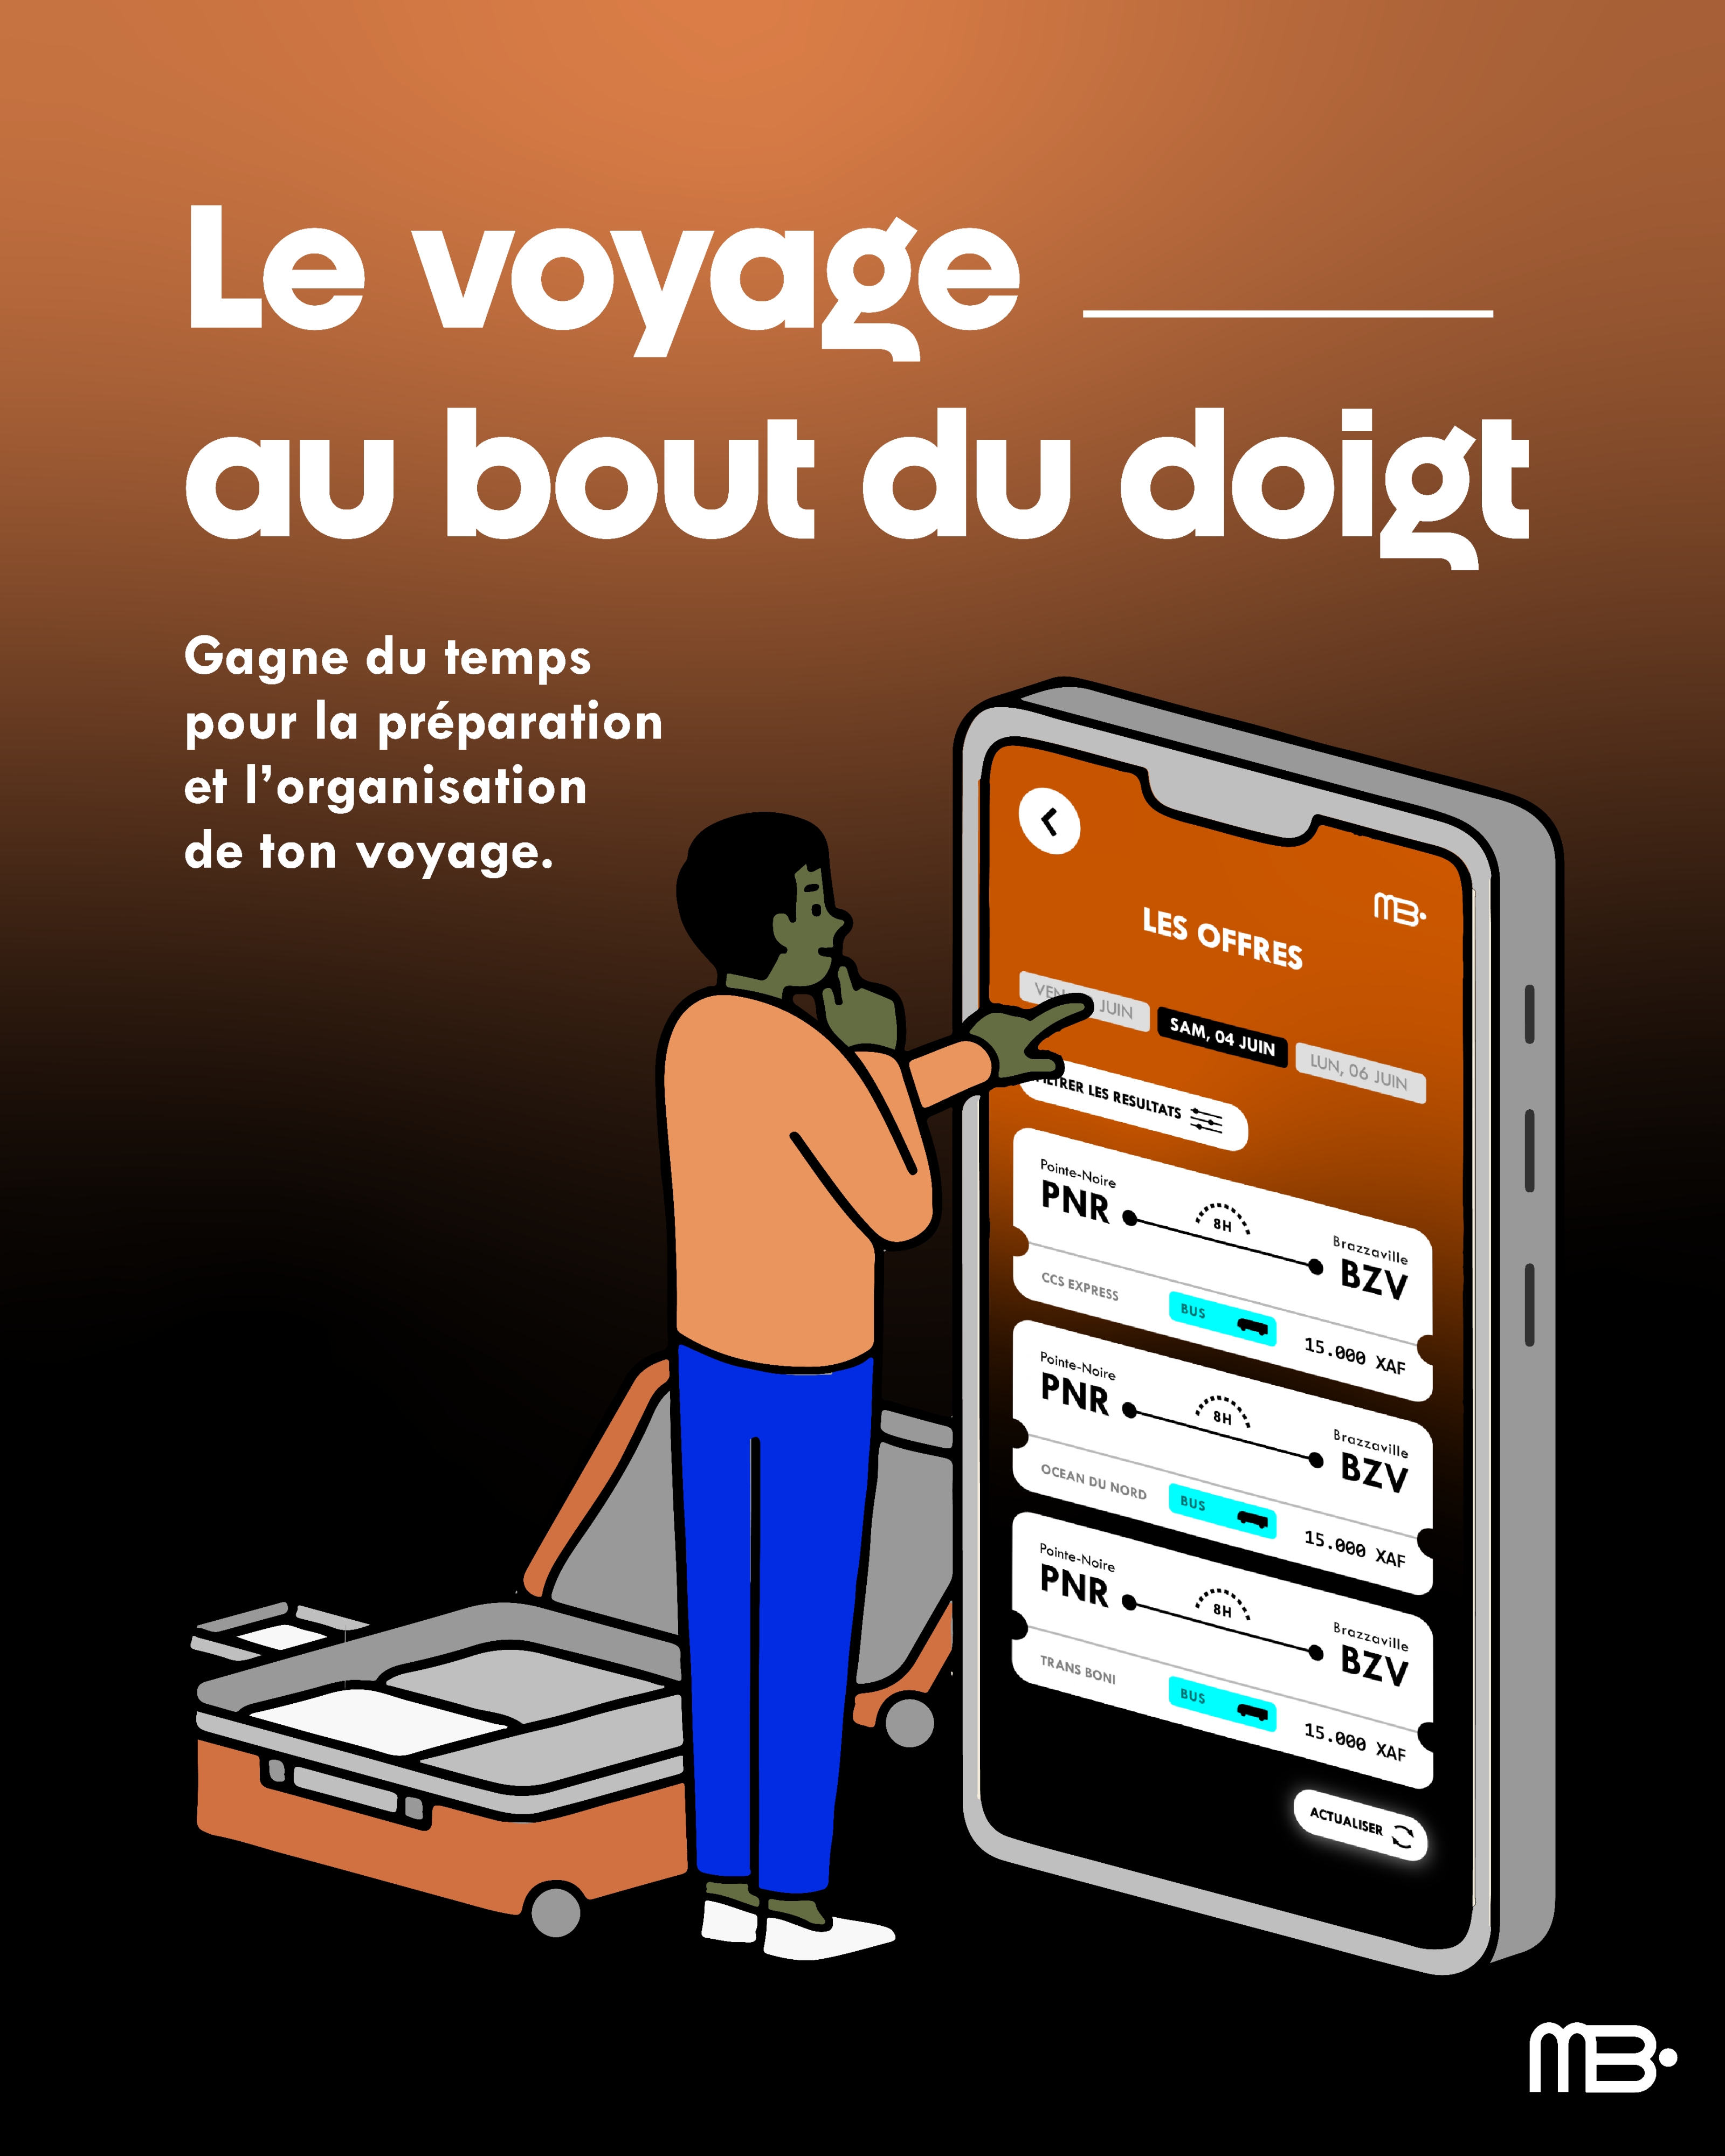 Le voyage
au bout du doigt
Gagne du temps
pour la préparation
et l’organisation
de ton voyage.
MB
LES OFFRES
VEN JUIN
SAM, 04 JUIN
LUN, 06 JUIN
FILTRER LES RESULTATS
Pointe-Noire
PNR
8H
Brazzaville
BZV
CCS EXPRESS
BUS
15.000 XAF
Pointe-Noire
PNR
8H
Brazzaville
BZV
OCEAN DU NORD
BUS
15.000 XAF
Pointe-Noire
PNR
8H
Brazzaville
BZV
TRANS BONI
BUS
15.000 XAF
ACTUALISER
MB